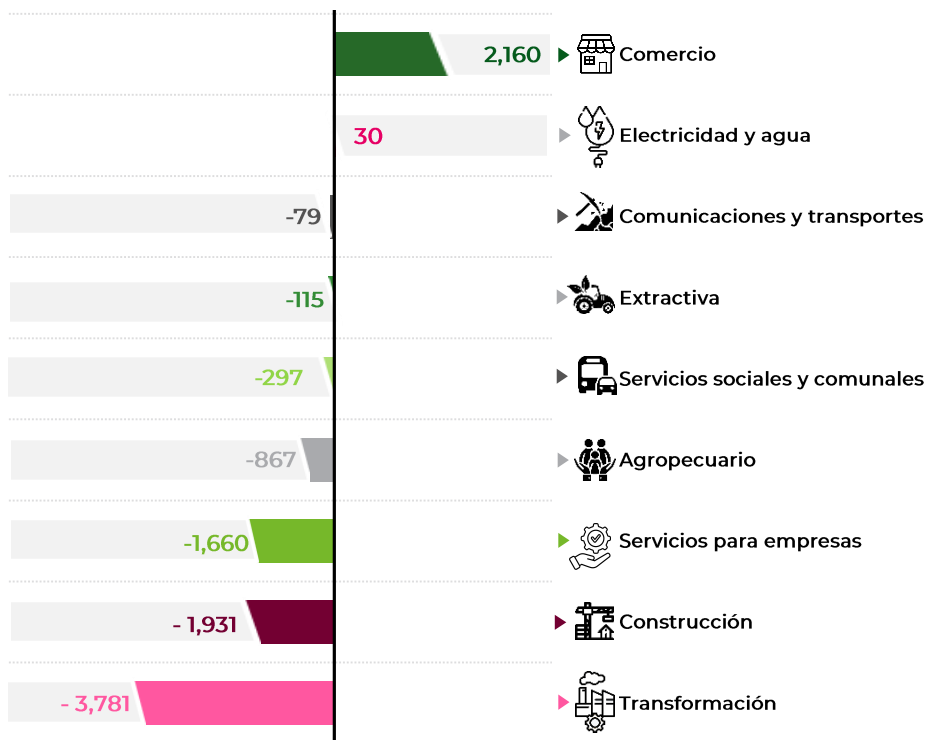 2,160 Comercio
30 Electricidad y agua
-79 Comunicaciones y transportes
-115 Extractiva
-297 Servicios sociales y comunales
-867 Agropecuario
-1,660 Servicios para empresas
- 1,931 Construcción
- 3,781 Transformación